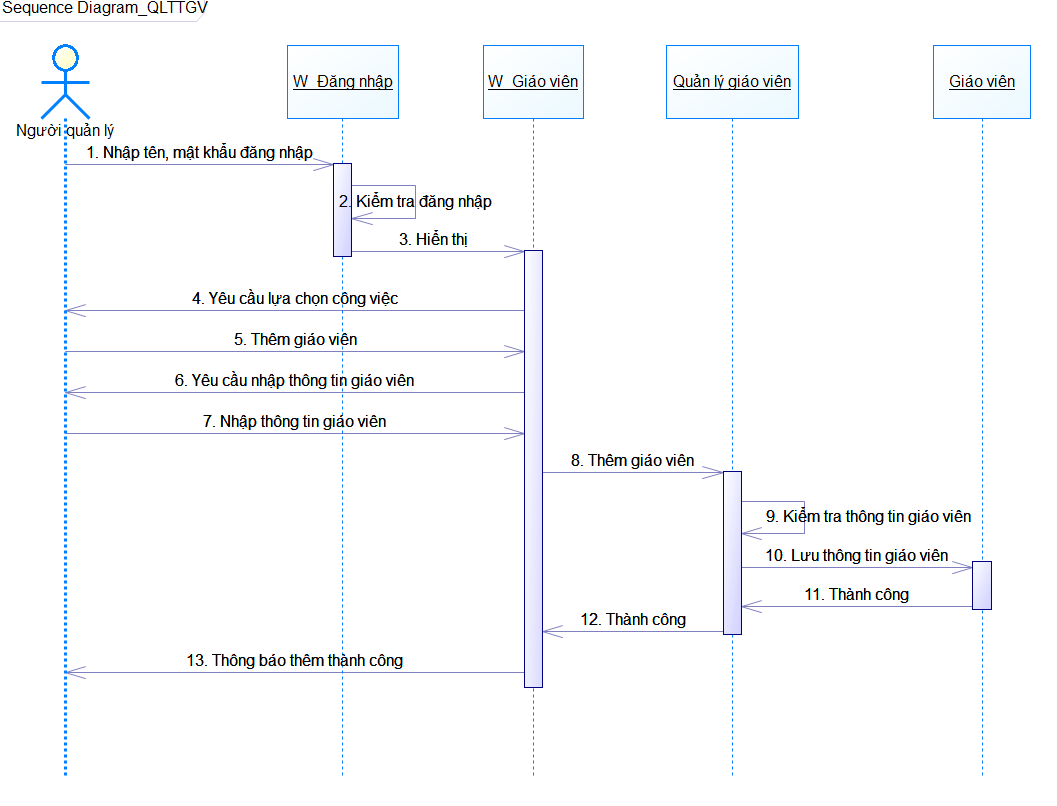 Sequence Diagram_QLTTGV
Người quản lý
W_Đăng nhập
W_Giáo viên
Quản lý giáo viên
Giáo viên
1. Nhập tên, mật khẩu đăng nhập
2. Kiểm tra đăng nhập
3. Hiển thị
4. Yêu cầu lựa chọn công việc
5. Thêm giáo viên
6. Yêu cầu nhập thông tin giáo viên
7. Nhập thông tin giáo viên
8. Thêm giáo viên
9. Kiểm tra thông tin giáo viên
10. Lưu thông tin giáo viên
11. Thành công
12. Thành công
13. Thông báo thêm thành công